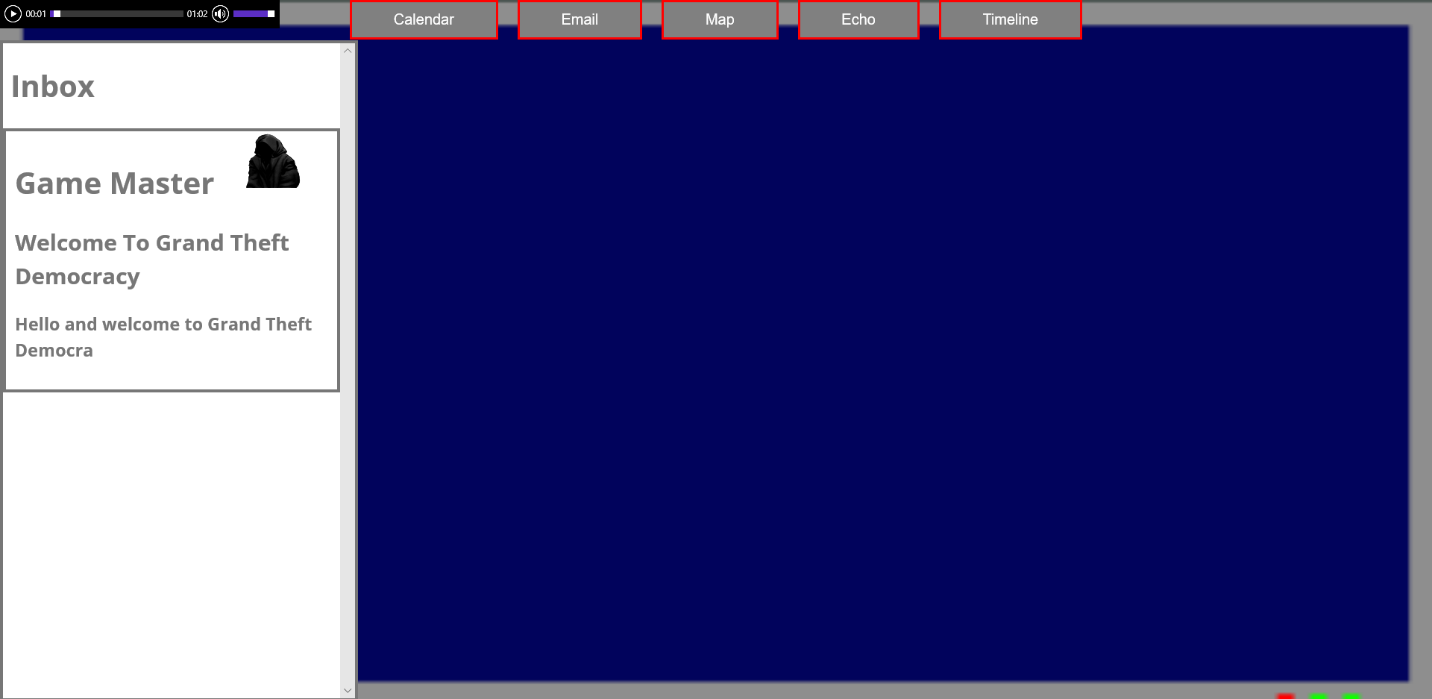 00:01 01:02
Calendar Email Map Echo Timeline
Inbox
Game Master
Welcome To Grand Theft
Democracy
Hello and welcome to Grand Theft
Democra